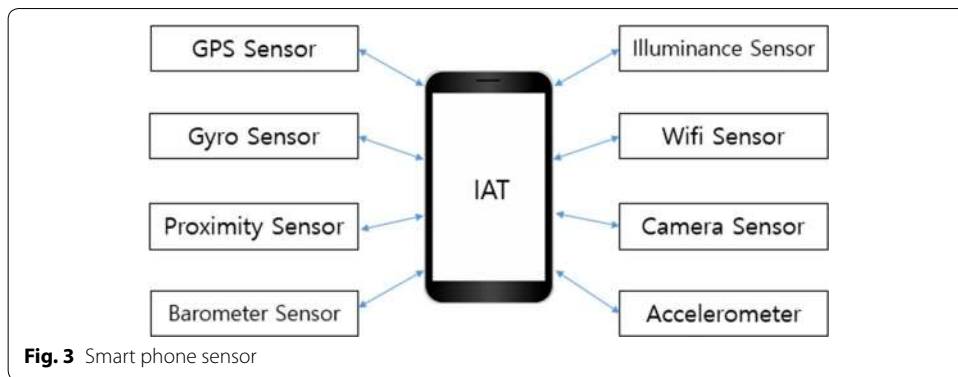 GPS Sensor
Illuminance Sensor
Gyro Sensor
Wifi Sensor
IAT
Proximity Sensor
Camera Sensor
Barometer Sensor
Accelerometer
Fig. 3 Smart phone sensor